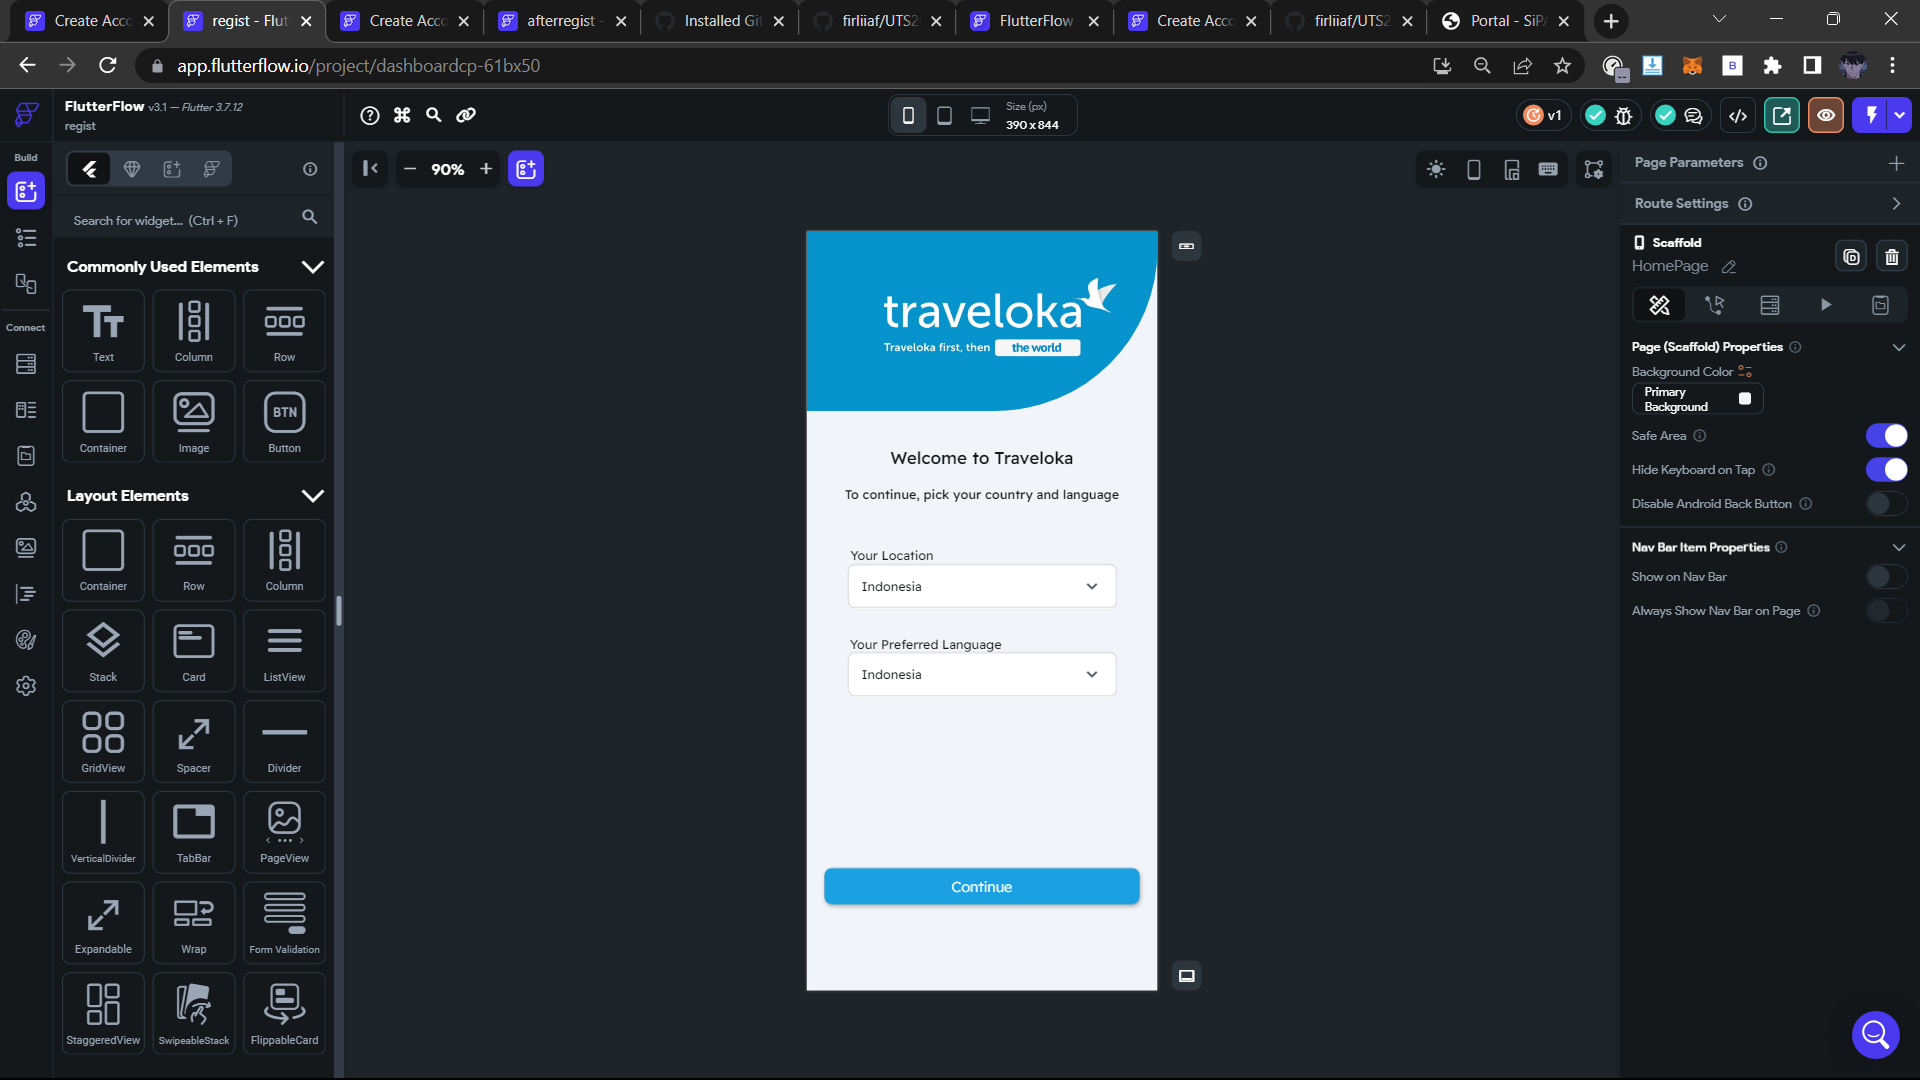 Create Acco
regist - Flut
Create Acco
afterregist -
Installed Git
firliiaf/UTS2
FlutterFlow
Create Acco
firliiaf/UTS2
Portal - SiPA
app.flutterflow.io/project/dashboardcp-61bx50
FlutterFlow v3.1 — Flutter 3.7.12
regist
Size (px)
390 x 844
v1
Build
Connect
90%
Search for widget... (Ctrl + F)
Commonly Used Elements
Text
Column
Row
Container
Image
BTN
Button
Layout Elements
Container
Row
Column
Stack
Card
ListView
GridView
Spacer
Divider
VerticalDivider
TabBar
PageView
Expandable
Wrap
Form Validation
StaggeredView
SwipeableStack
FlippableCard
traveloka
Traveloka first, then the world
Welcome to Traveloka
To continue, pick your country and language
Your Location
Indonesia
Your Preferred Language
Indonesia
Continue
Page Parameters
Route Settings
Scaffold
HomePage
Page (Scaffold) Properties
Background Color
Primary
Background
Safe Area
Hide Keyboard on Tap
Disable Android Back Button
Nav Bar Item Properties
Show on Nav Bar
Always Show Nav Bar on Page